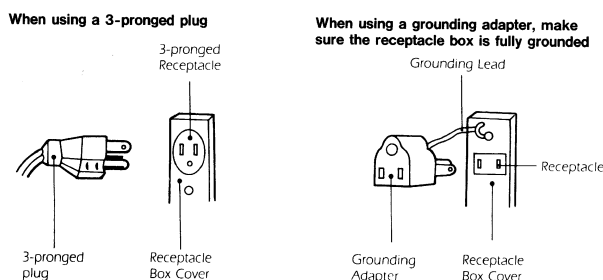 When using a 3-pronged plug
3-pronged
Receptacle
3-pronged
plug
Receptacle
Box Cover
When using a grounding adapter, make
sure the receptacle box is fully grounded
Grounding Lead
Receptacle
Grounding
Adapter
Receptacle
Box Cover